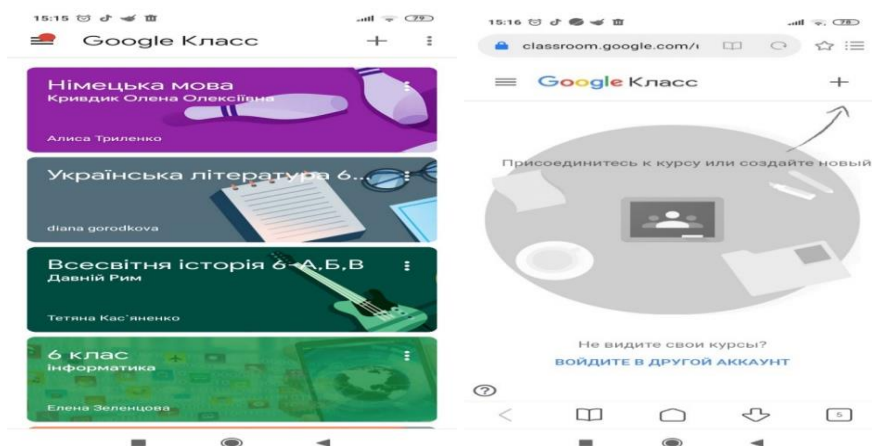 15:15
79
Google Класс
Німецька мова
Кривдик Олена Олексіївна
Алиса Триленко
Українська література 6...
diana gorodkova
Всесвітня історія 6-А,Б,В
Давній Рим
Тетяна Кас`яненко
6 клас
інформатика
Елена Зеленцова
15:16
78
classroom.google.com/
Google Класс
Присоединитесь к курсу или создайте новый
Не видите свои курсы?
ВОЙДИТЕ В ДРУГОЙ АККАУНТ
5